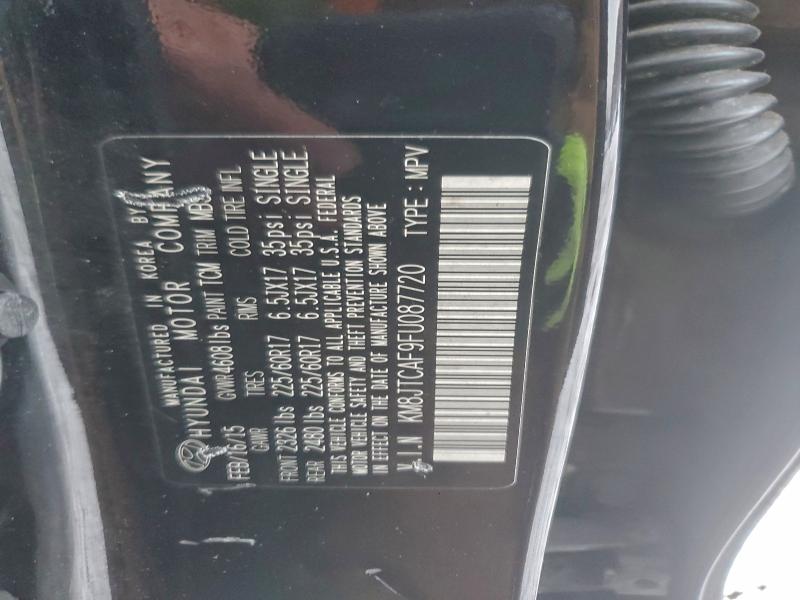 MANUFACTURED IN KOREA BY
HYUNDAI MOTOR COMPANY
FEB/16/15 GVWR 4608 lbs PAINT TCM TRIM
GAWR TIRES RMS COLD TIRE INFL
FRONT 2326 lbs 225/60R17 6.5JX17 35psi SINGLE
REAR 2480 lbs 225/60R17 6.5JX17 35psi SINGLE
THIS VEHICLE CONFORMS TO ALL APPLICABLE U.S.A. FEDERAL
MOTOR VEHICLE SAFETY AND THEFT PREVENTION STANDARDS
IN EFFECT ON THE DATE OF MANUFACTURE SHOWN ABOVE
V.I.N KM8JTCAF9FU087720 TYPE : MPV